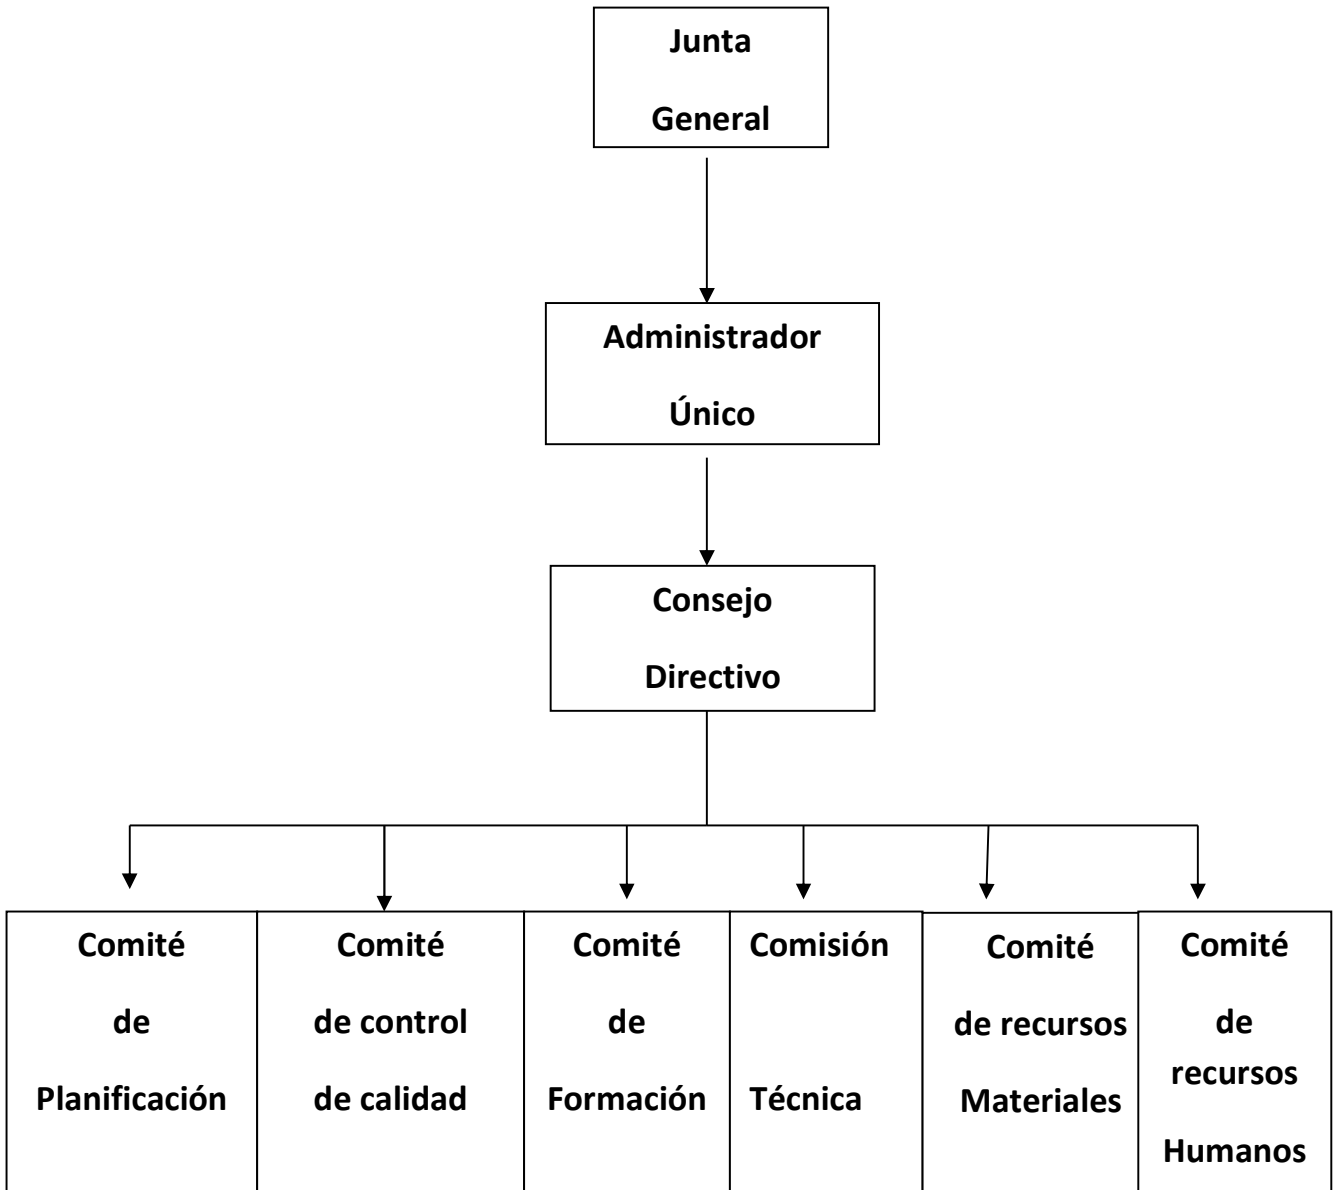 Junta
General
Administrador
Único
Consejo
Directivo
Comité
de
Planificación
Comité
de control
de calidad
Comité
de
Formación
Comisión
Técnica
Comité
de recursos
Materiales
Comité
de
recursos
Humanos